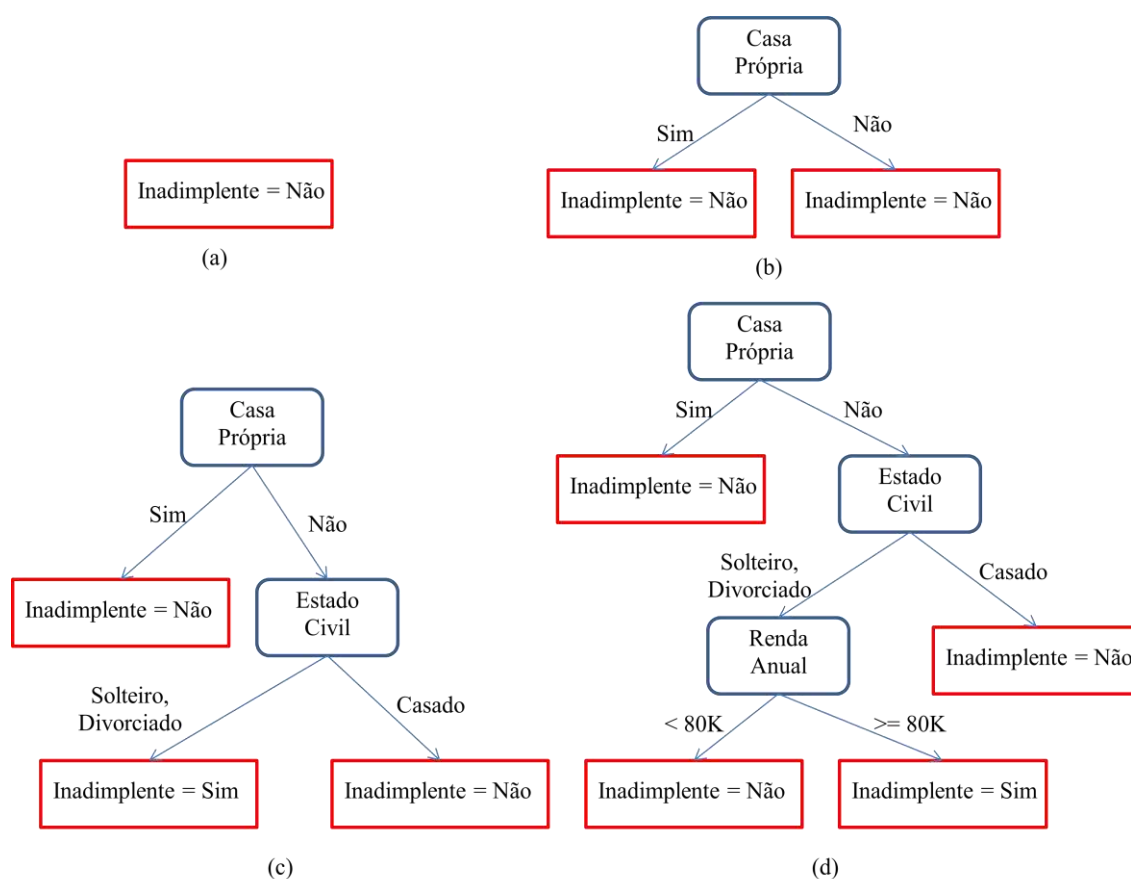 Inadimplente = Não
(a)
Casa
Própria
Sim
Não
Inadimplente = Não
Inadimplente = Não
(b)
Casa
Própria
Sim
Não
Inadimplente = Não
Estado
Civil
Solteiro,
Divorciado
Casado
Inadimplente = Sim
Inadimplente = Não
(c)
Casa
Própria
Sim
Não
Inadimplente = Não
Estado
Civil
Solteiro,
Divorciado
Casado
Renda
Anual
Inadimplente = Não
< 80K
>= 80K
Inadimplente = Não
Inadimplente = Sim
(d)